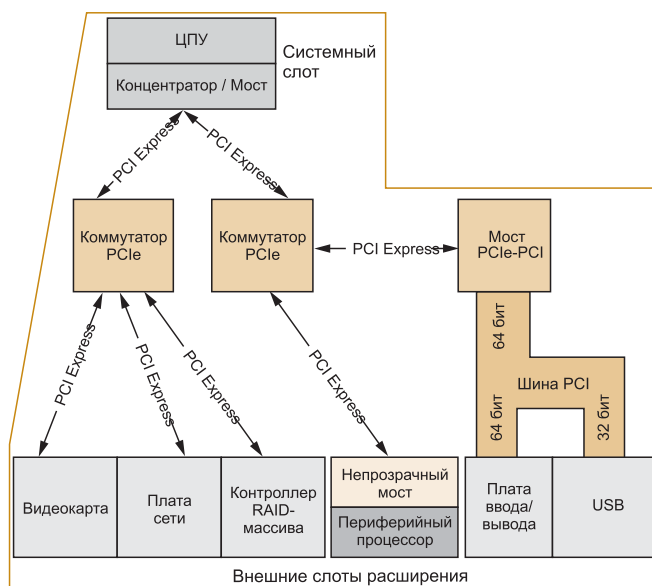 ЦПУ
Концентратор / Мост
Системный
слот
PCI Express
PCI Express
Коммутатор
PCIe
Коммутатор
PCIe
PCI Express
Мост
PCIe-PCI
PCI Express
PCI Express
PCI Express
PCI Express
64 бит
Шина PCI
64 бит
32 бит
Видеокарта
Плата
сети
Контроллер
RAID-
массива
Непрозрачный
мост
Периферийный
процессор
Плата
ввода/
вывода
USB
Внешние слоты расширения